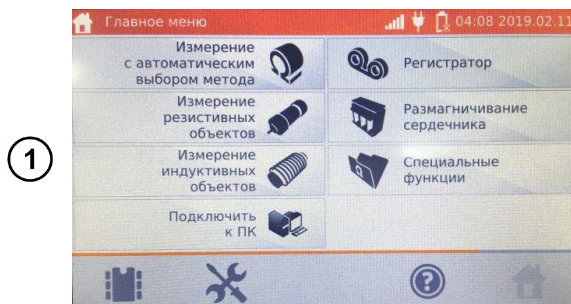 1
Главное меню
04:08 2019.02.11
Измерение
с автоматическим
выбором метода
Регистратор
Измерение
резистивных
объектов
Размагничивание
сердечника
Измерение
индуктивных
объектов
Специальные
функции
Подключить
к ПК
?